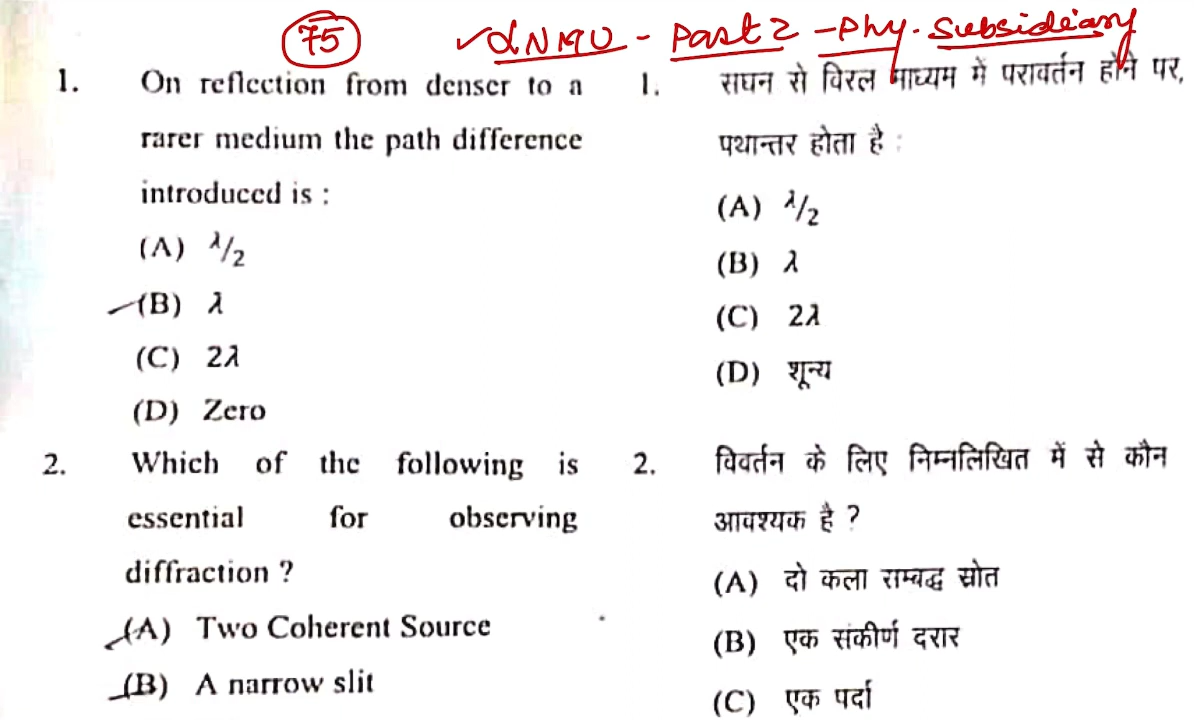 75
LNMU - Part 2 - Phy. Subsidiary
1. On reflection from denser to a
rarer medium the path difference
introduced is :
(A) λ/2
(B) λ
(C) 2λ
(D) Zero
2. Which of the following is
essential for observing
diffraction ?
(A) Two Coherent Source
(B) A narrow slit
1. सघन से विरल माध्यम में परावर्तन होने पर,
पथान्तर होता है :
(A) λ/2
(B) λ
(C) 2λ
(D) शून्य
2. विवर्तन के लिए निम्नलिखित में से कौन
आवश्यक है ?
(A) दो कला सम्बद्ध स्रोत
(B) एक संकीर्ण दरार
(C) एक पर्दा